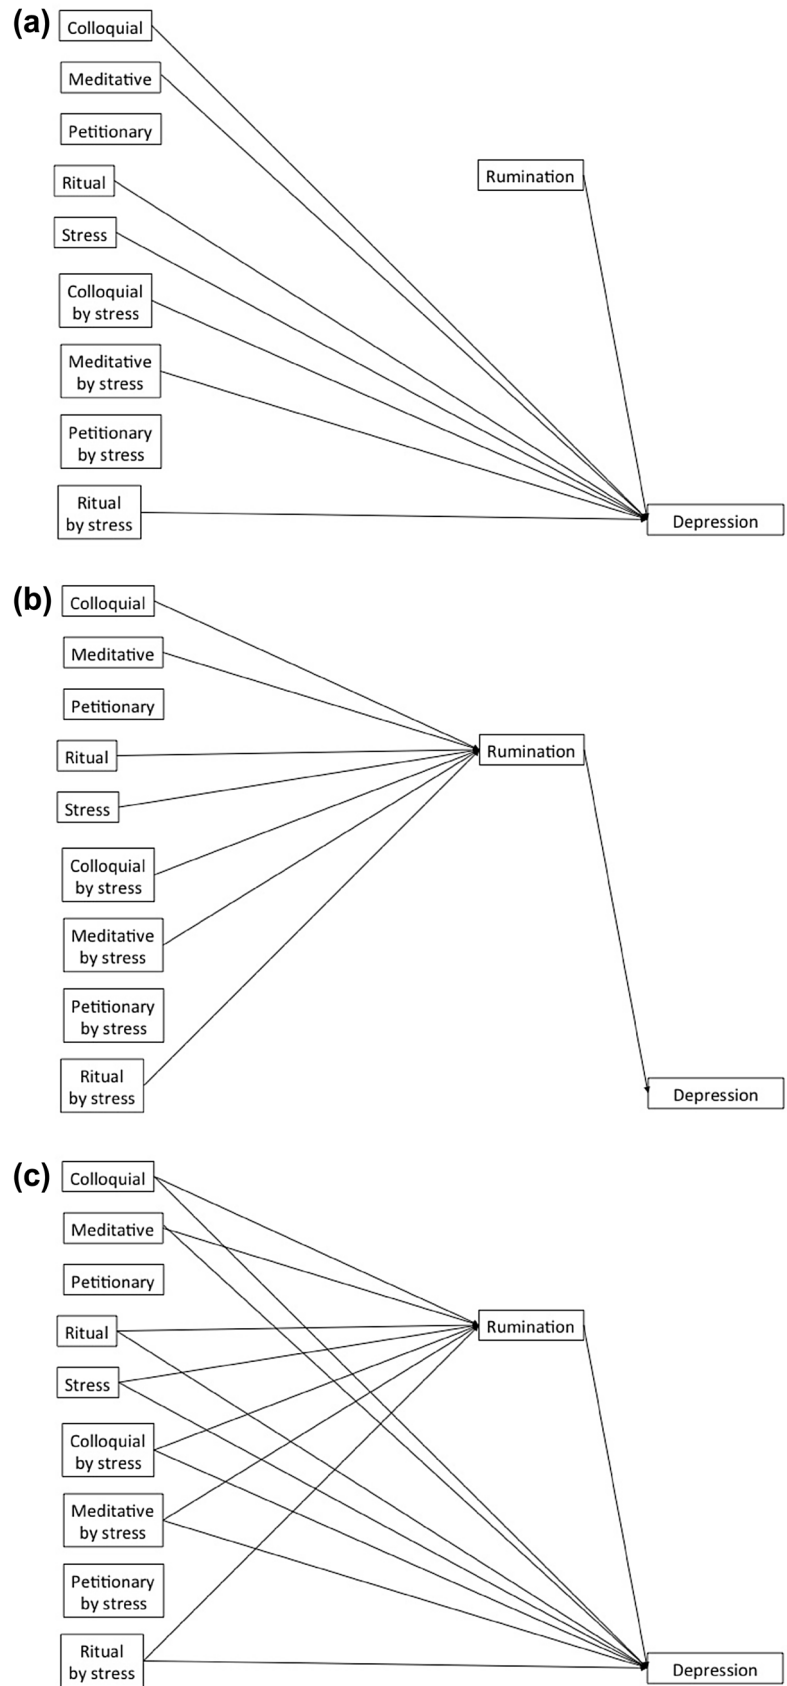 (a)
Colloquial
Meditative
Petitionary
Ritual
Rumination
Stress
Colloquial
by stress
Meditative
by stress
Petitionary
by stress
Ritual
by stress
Depression
(b)
Colloquial
Meditative
Petitionary
Ritual
Rumination
Stress
Colloquial
by stress
Meditative
by stress
Petitionary
by stress
Ritual
by stress
Depression
(c)
Colloquial
Meditative
Petitionary
Ritual
Rumination
Stress
Colloquial
by stress
Meditative
by stress
Petitionary
by stress
Ritual
by stress
Depression